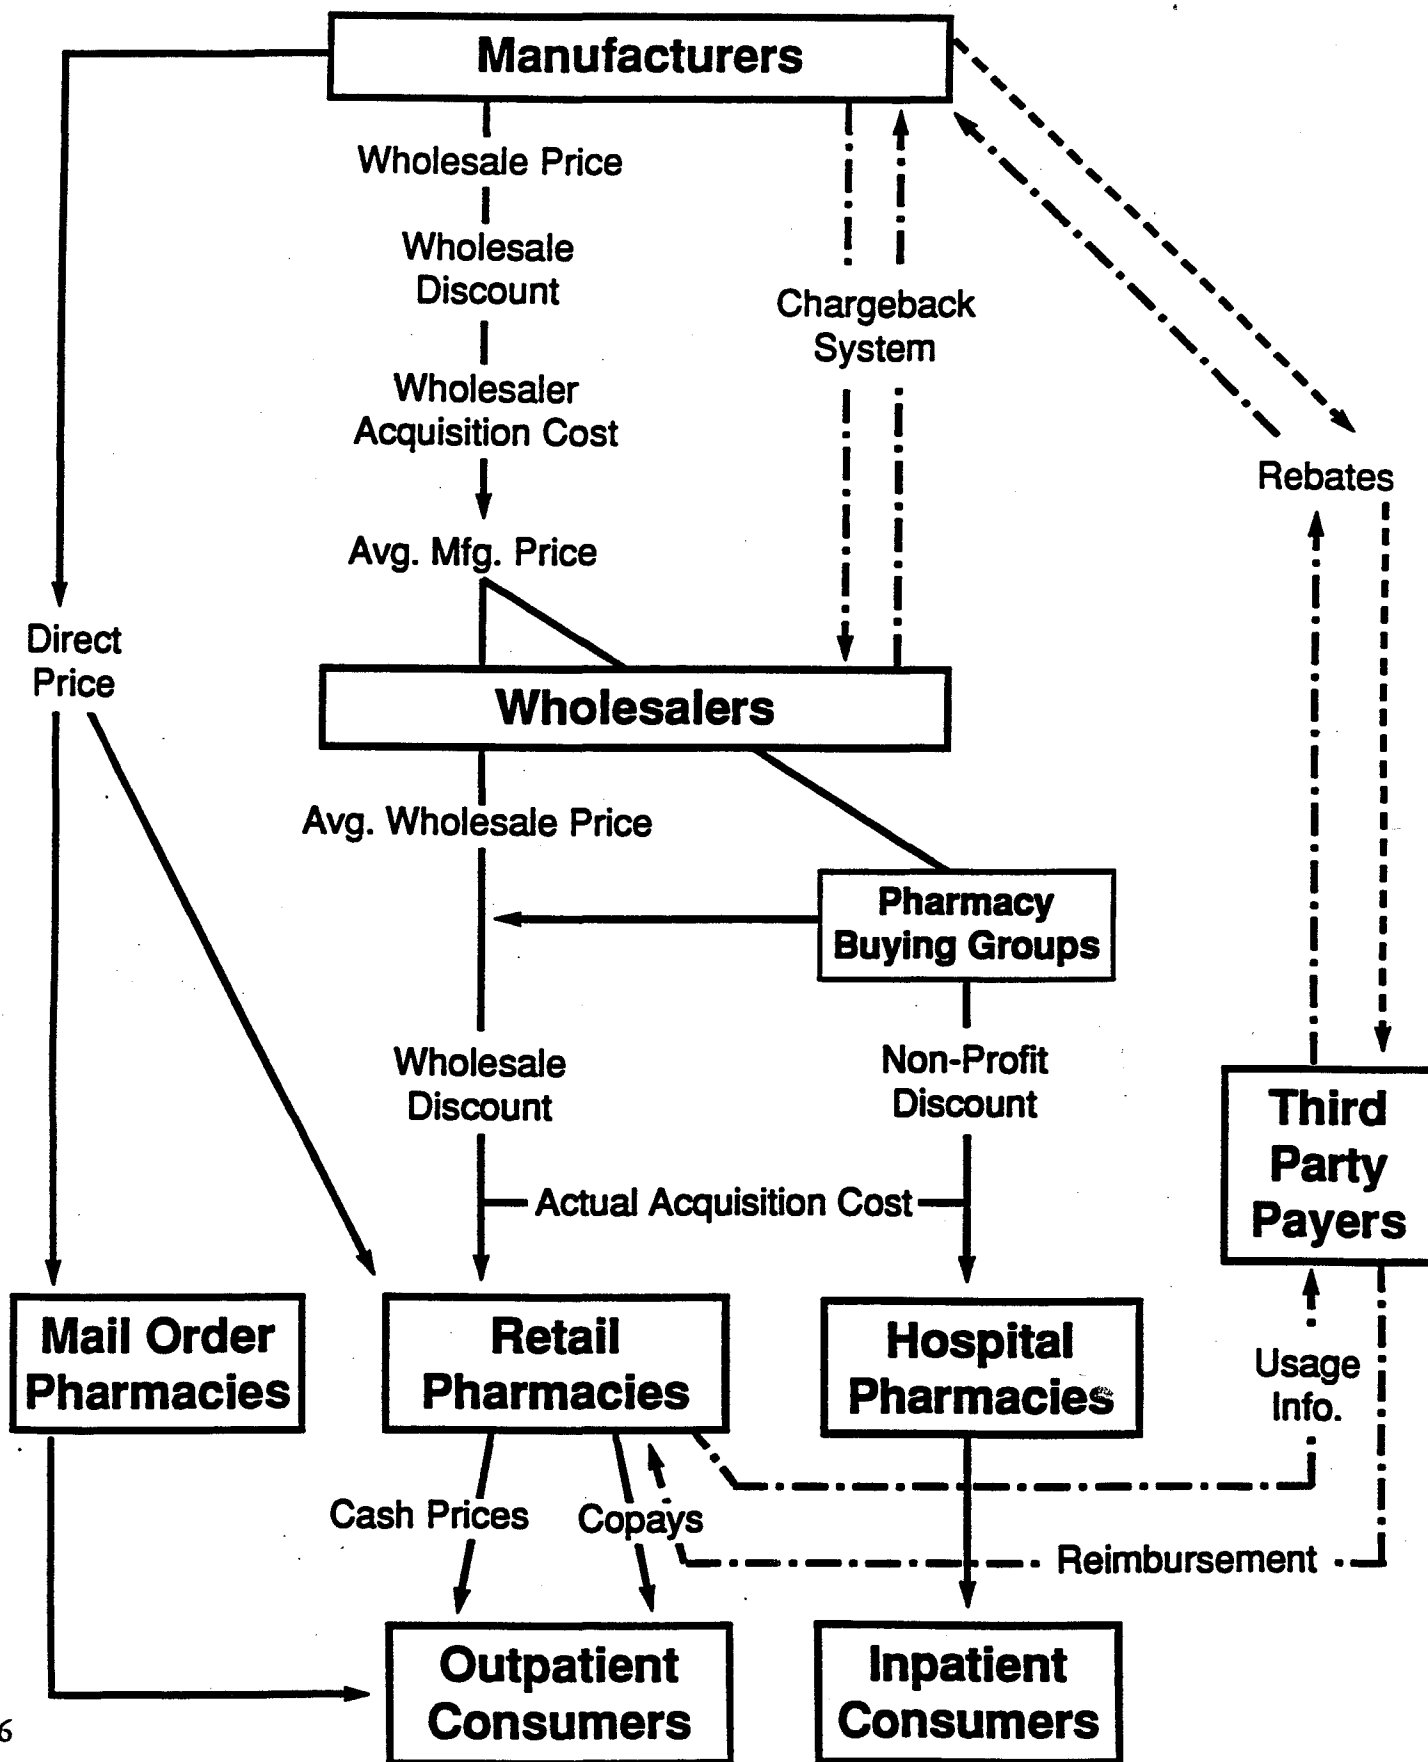 Manufacturers
Wholesale Price
Wholesale
Discount
Chargeback
System
Wholesaler
Acquisition Cost
Rebates
Avg. Mfg. Price
Direct
Price
Wholesalers
Avg. Wholesale Price
Pharmacy
Buying Groups
Wholesale
Discount
Non-Profit
Discount
Third
Party
Payers
Actual Acquisition Cost
Mail Order
Pharmacies
Retail
Pharmacies
Hospital
Pharmacies
Usage
Info.
Cash Prices
Copays
Reimbursement
Outpatient
Consumers
Inpatient
Consumers
6